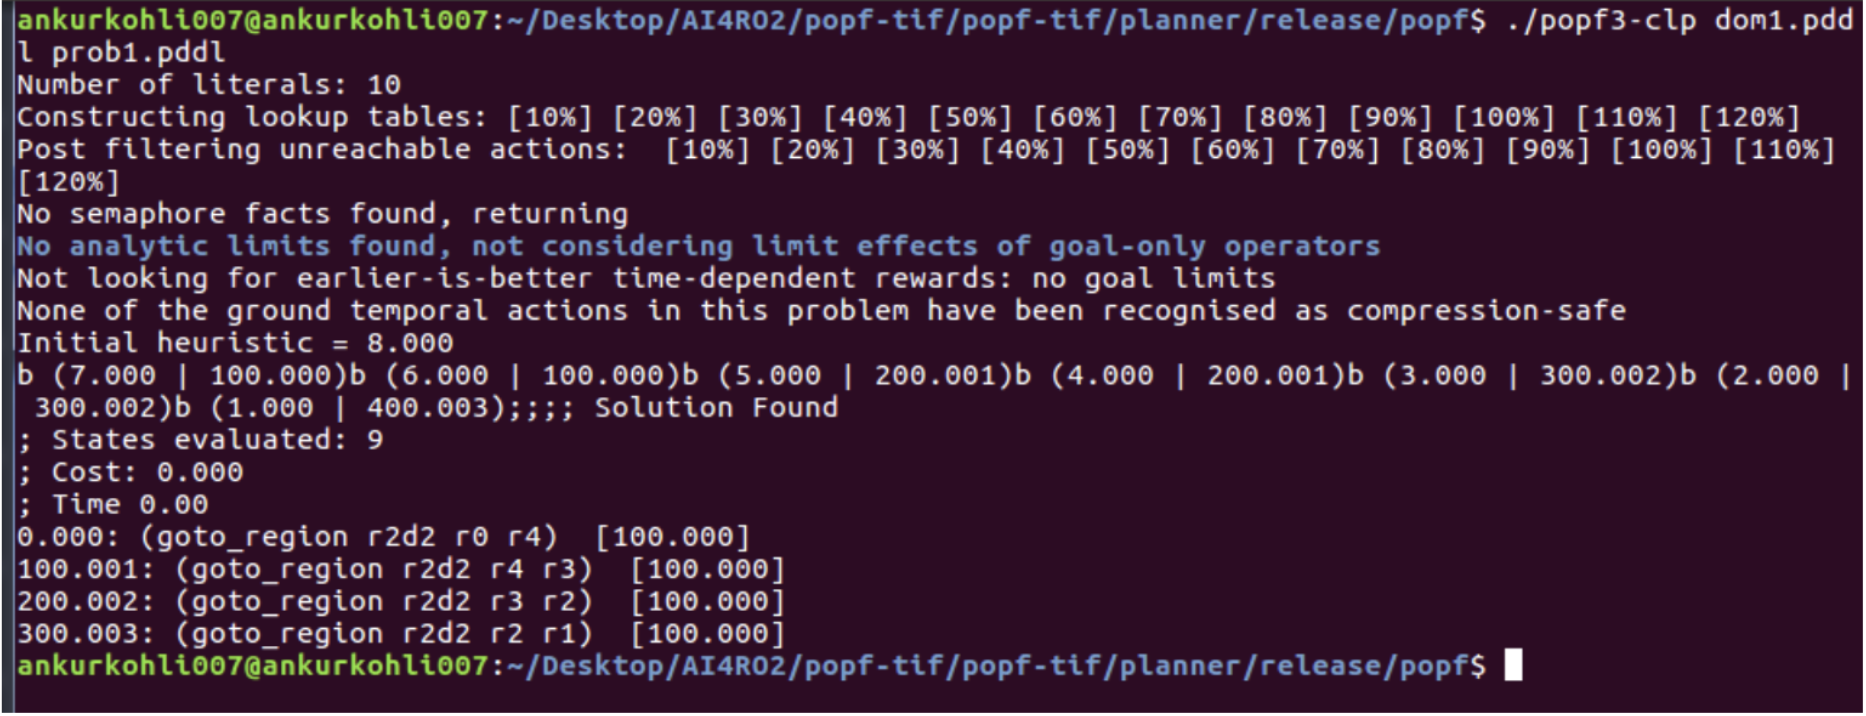 ankurkohli007@ankurkohli007:~/Desktop/AI4RO2/popf-tif/popf-tif/planner/release/popf$ ./popf3-clp dom1.pdd
l prob1.pddl
Number of literals: 10
Constructing lookup tables: [10%] [20%] [30%] [40%] [50%] [60%] [70%] [80%] [90%] [100%] [110%] [120%]
Post filtering unreachable actions:  [10%] [20%] [30%] [40%] [50%] [60%] [70%] [80%] [90%] [100%] [110%]
[120%]
No semaphore facts found, returning
No analytic limits found, not considering limit effects of goal-only operators
Not looking for earlier-is-better time-dependent rewards: no goal limits
None of the ground temporal actions in this problem have been recognised as compression-safe
Initial heuristic = 8.000
b (7.000 | 100.000)b (6.000 | 100.000)b (5.000 | 200.001)b (4.000 | 200.001)b (3.000 | 300.002)b (2.000 |
 300.002)b (1.000 | 400.003);;;; Solution Found
; States evaluated: 9
; Cost: 0.000
; Time 0.00
0.000: (goto_region r2d2 r0 r4)  [100.000]
100.001: (goto_region r2d2 r4 r3)  [100.000]
200.002: (goto_region r2d2 r3 r2)  [100.000]
300.003: (goto_region r2d2 r2 r1)  [100.000]
ankurkohli007@ankurkohli007:~/Desktop/AI4RO2/popf-tif/popf-tif/planner/release/popf$